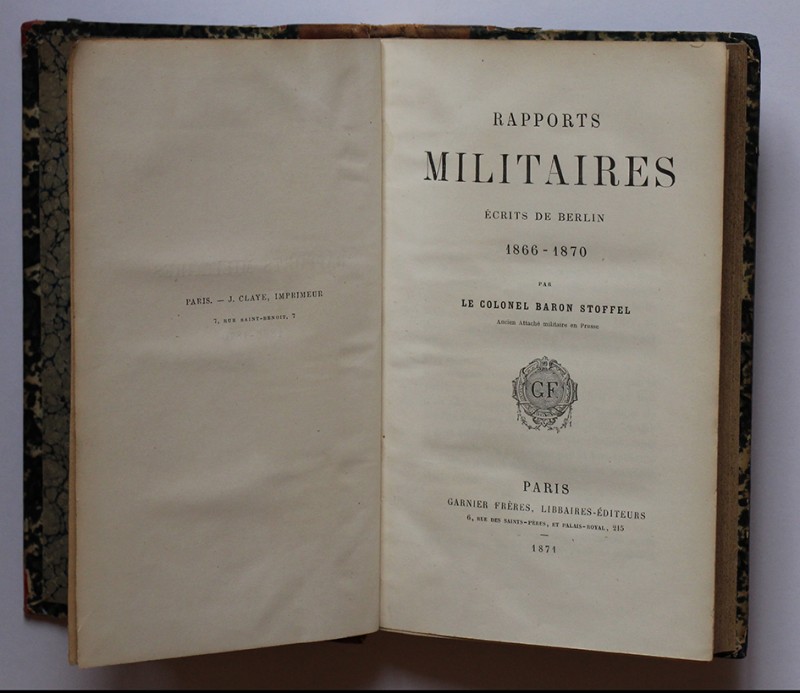 PARIS. — J. CLAYE, IMPRIMEUR
7, RUE SAINT-BENOIT, 7
RAPPORTS
MILITAIRES
ÉCRITS DE BERLIN
1866-1870
PAR
LE COLONEL BARON STOFFEL
Ancien Attaché militaire en Prusse
GF
PARIS
GARNIER FRÈRES, LIBRAIRES-ÉDITEURS
6, RUE DES SAINTS-PÈRES, ET PALAIS-ROYAL, 215
1871